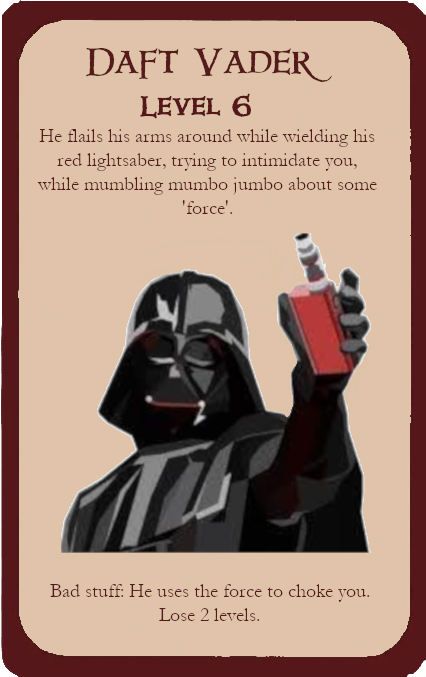 Daft Vader
Level 6
He flails his arms around while wielding his
red lightsaber, trying to intimidate you,
while mumbling mumbo jumbo about some
'force'.
Bad stuff: He uses the force to choke you.
Lose 2 levels.